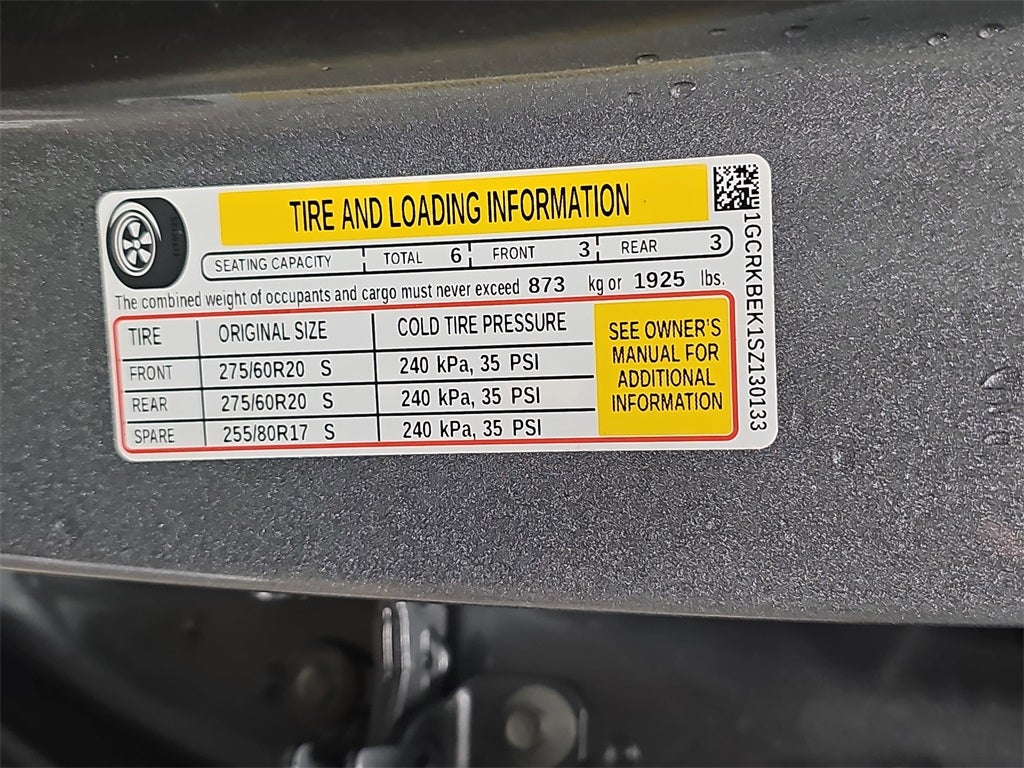 TIRE AND LOADING INFORMATION
SEATING CAPACITY TOTAL 6 FRONT 3 REAR 3
The combined weight of occupants and cargo must never exceed 873 kg or 1925 lbs.
TIRE ORIGINAL SIZE COLD TIRE PRESSURE
FRONT 275/60R20 S 240 kPa, 35 PSI
REAR 275/60R20 S 240 kPa, 35 PSI
SPARE 255/80R17 S 240 kPa, 35 PSI
SEE OWNER'S
MANUAL FOR
ADDITIONAL
INFORMATION
1GCRKBEK1SZ130133